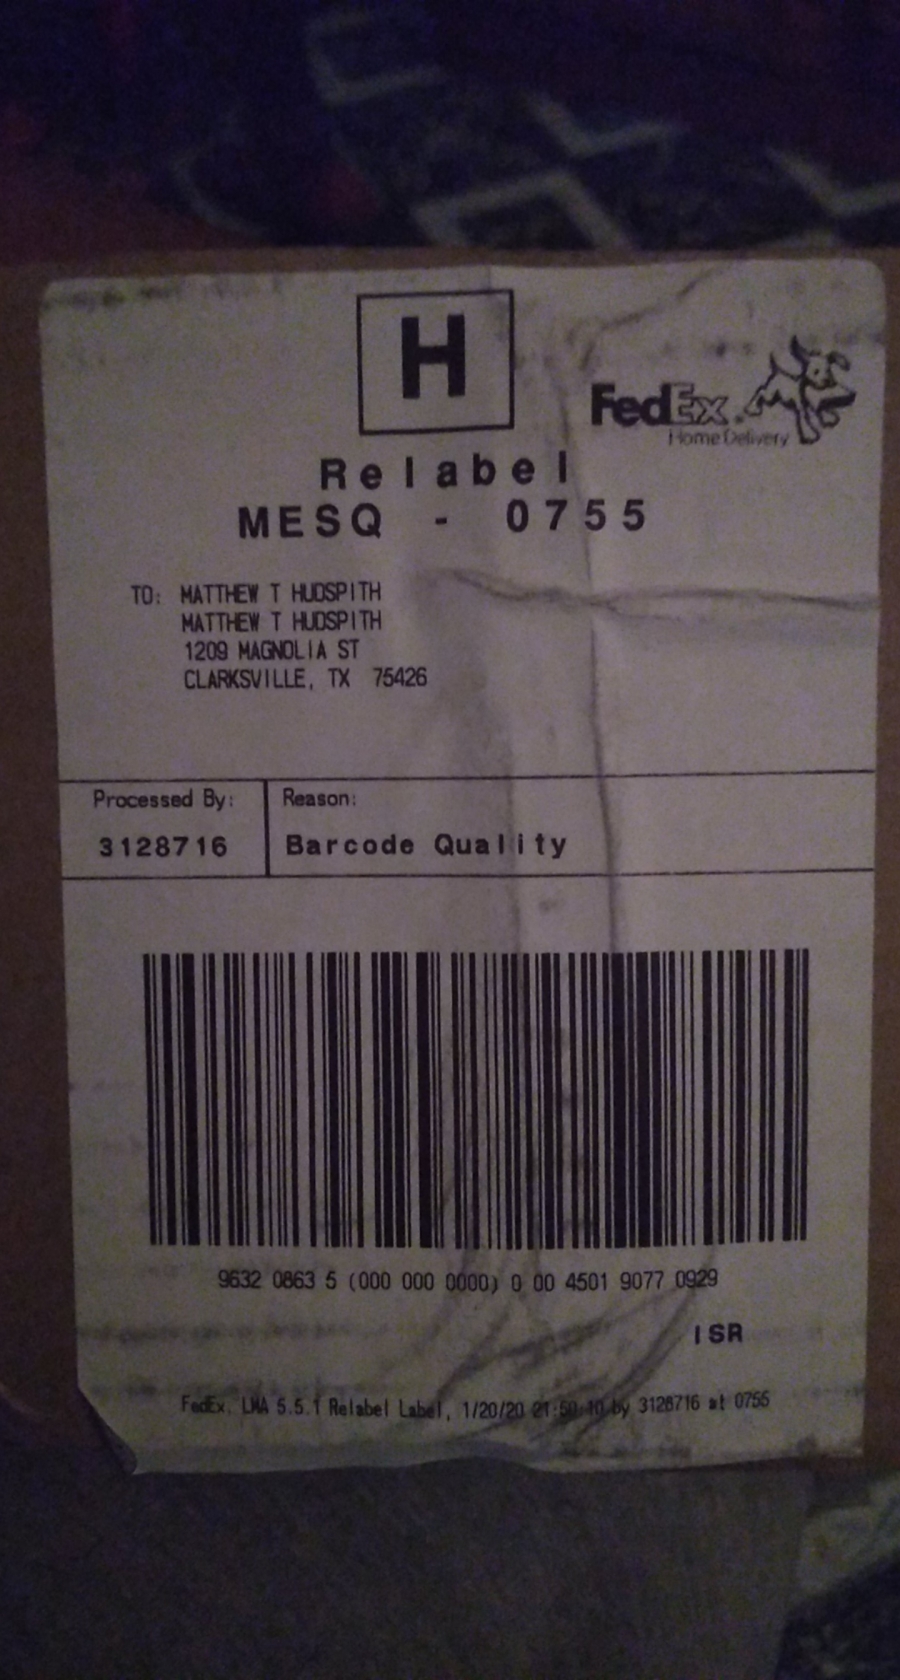 H
FedEx
Home Delivery
Relabel
MESQ - 0755
TO: MATTHEW T HUDSPITH
MATTHEW T HUDSPITH
1209 MAGNOLIA ST
CLARKSVILLE, TX 75426
Processed By: Reason:
3128716 Barcode Quality
9632 0863 5 (000 000 0000) 0 00 4501 9077 0929
ISR
FedEx. LMA 5.5.1 Relabel Label, 1/20/20 21:50:10 by 3128716 at 0755